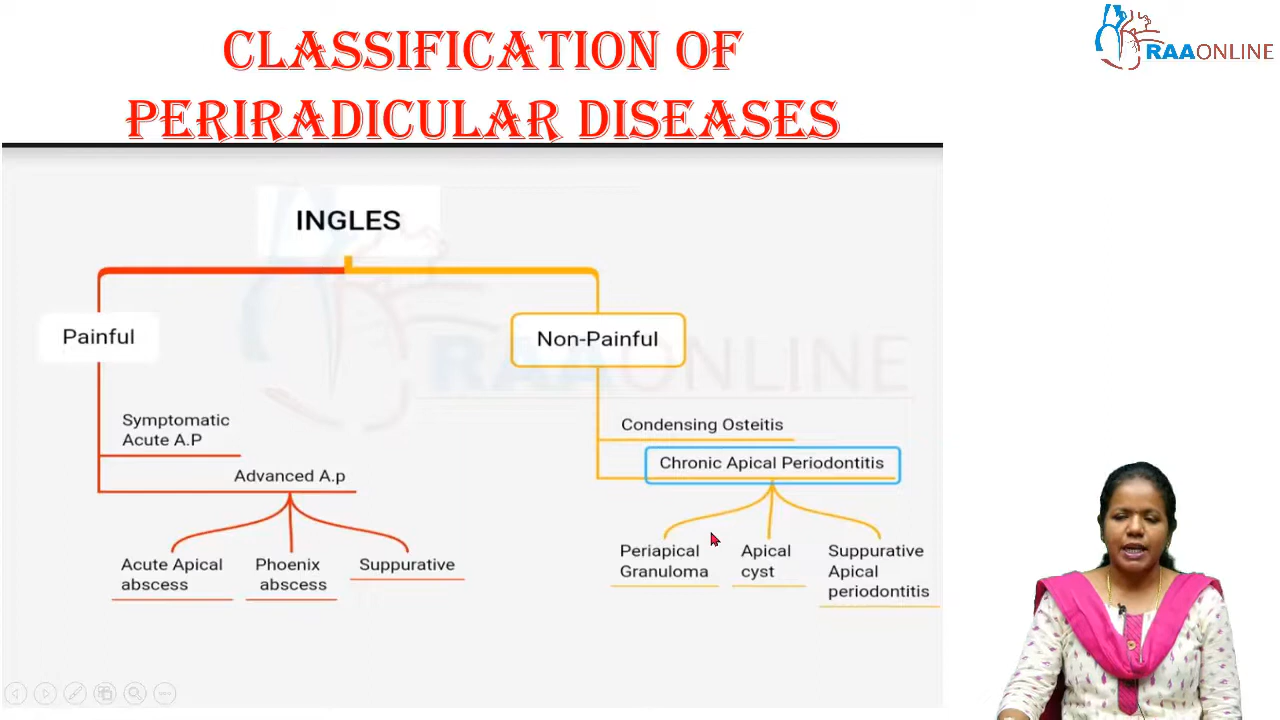 CLASSIFICATION OF
PERIRADICULAR DISEASES
RAAONLINE
INGLES
RAAONLINE
Painful
Non-Painful
Symptomatic
Acute A.P
Advanced A.p
Acute Apical
abscess
Phoenix
abscess
Suppurative
Condensing Osteitis
Chronic Apical Periodontitis
Periapical
Granuloma
Apical
cyst
Suppurative
Apical
periodontitis